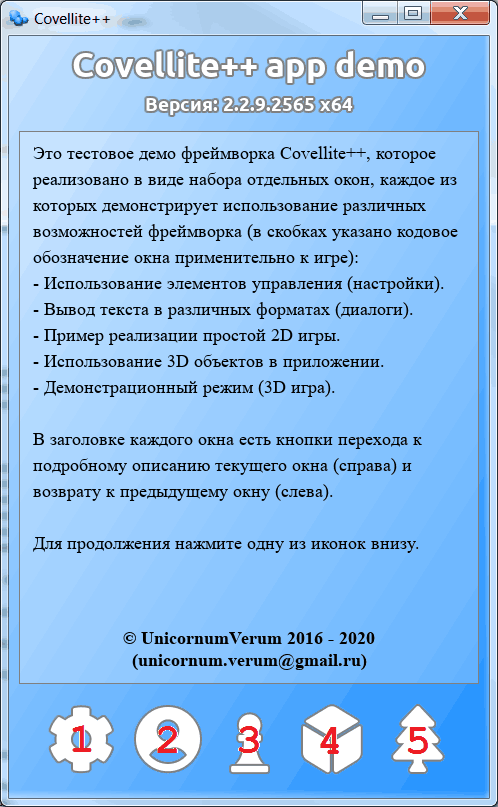 Covellite++
Covellite++ app demo
Версия: 2.2.9.2565 x64
Это тестовое демо фреймворка Covellite++, которое
реализовано в виде набора отдельных окон, каждое из
которых демонстрирует использование различных
возможностей фреймворка (в скобках указано кодовое
обозначение окна применительно к игре):
- Использование элементов управления (настройки).
- Вывод текста в различных форматах (диалоги).
- Пример реализации простой 2D игры.
- Использование 3D объектов в приложении.
- Демонстрационный режим (3D игра).
В заголовке каждого окна есть кнопки перехода к
подробному описанию текущего окна (справа) и
возврату к предыдущему окну (слева).
Для продолжения нажмите одну из иконок внизу.
© UnicornumVerum 2016 - 2020
(unicornum.verum@gmail.ru)
1 2 3 4 5